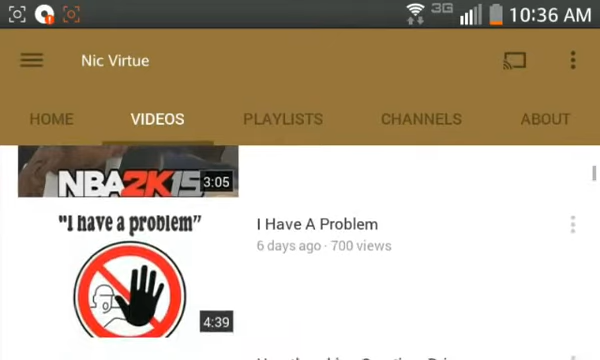 3G 10:36 AM
Nic Virtue
HOME VIDEOS PLAYLISTS CHANNELS ABOUT
NBA2K15 3:05
"I have a problem"
I Have A Problem
6 days ago · 700 views
4:39